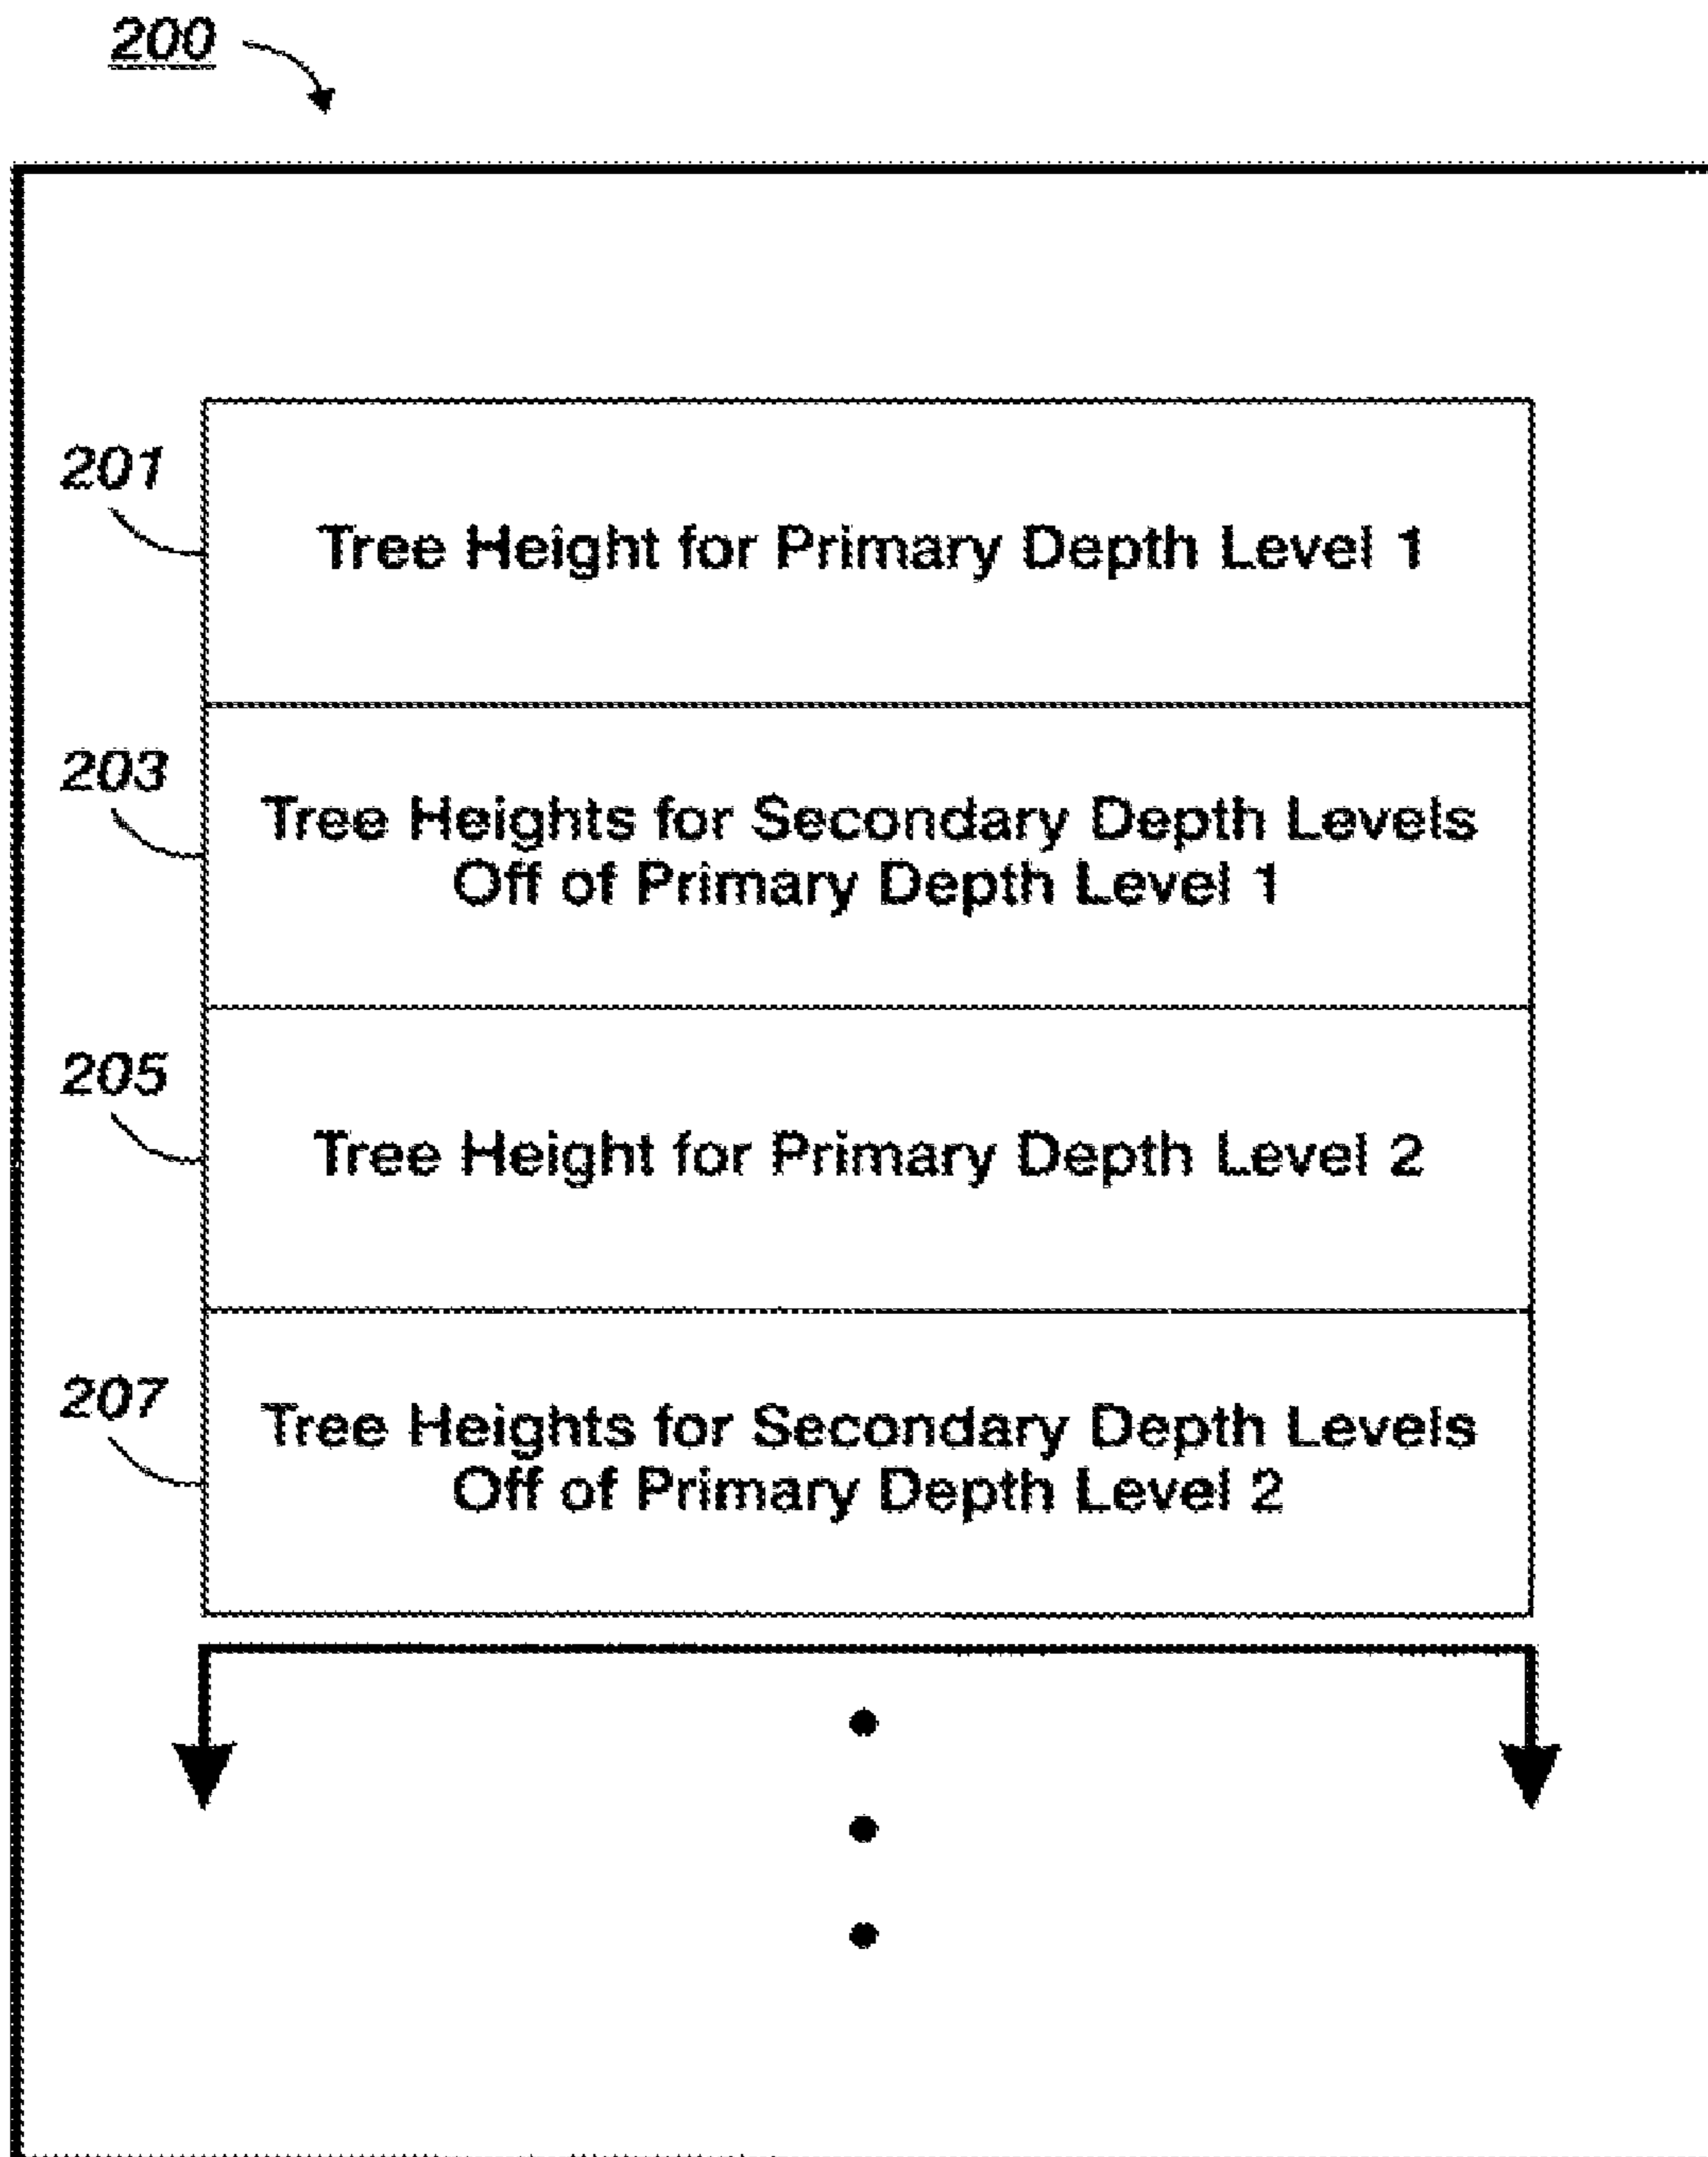 200
201
Tree Height for Primary Depth Level 1
203
Tree Heights for Secondary Depth Levels
Off of Primary Depth Level 1
205
Tree Height for Primary Depth Level 2
207
Tree Heights for Secondary Depth Levels
Off of Primary Depth Level 2